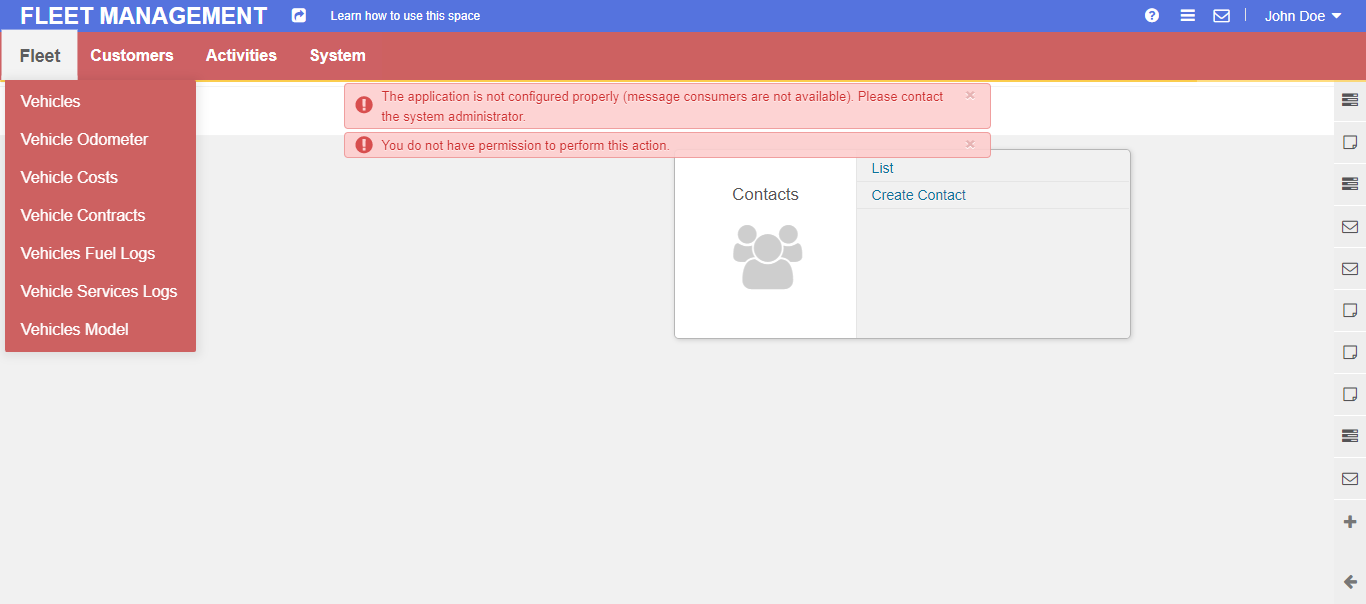 FLEET MANAGEMENT
Learn how to use this space
John Doe
Fleet
Customers
Activities
System
Vehicles
Vehicle Odometer
Vehicle Costs
Vehicle Contracts
Vehicles Fuel Logs
Vehicle Services Logs
Vehicles Model
The application is not configured properly (message consumers are not available). Please contact
the system administrator.
You do not have permission to perform this action.
Contacts
List
Create Contact